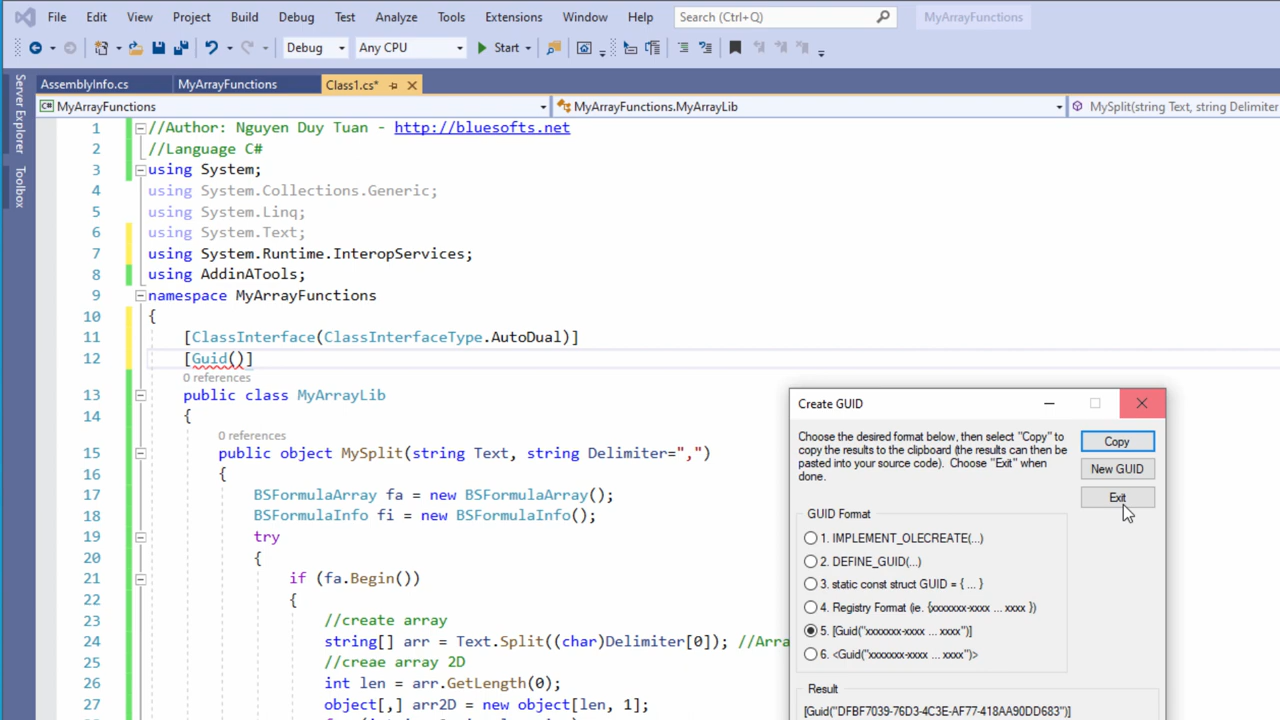 File Edit View Project Build Debug Test Analyze Tools Extensions Window Help Search (Ctrl+Q) MyArrayFunctions
Debug Any CPU Start
AssemblyInfo.cs MyArrayFunctions Class1.cs*
Server Explorer
Toolbox
C# MyArrayFunctions MyArrayFunctions.MyArrayLib MySplit(string Text, string Delimiter
1 //Author: Nguyen Duy Tuan - http://bluesofts.net
2 //Language C#
3 using System;
4 using System.Collections.Generic;
5 using System.Linq;
6 using System.Text;
7 using System.Runtime.InteropServices;
8 using AddinATools;
9 namespace MyArrayFunctions
10 {
11 [ClassInterface(ClassInterfaceType.AutoDual)]
12 [Guid()]
0 references
13 public class MyArrayLib
14 {
0 references
15 public object MySplit(string Text, string Delimiter=",")
16 {
17 BSFormulaArray fa = new BSFormulaArray();
18 BSFormulaInfo fi = new BSFormulaInfo();
19 try
20 {
21 if (fa.Begin())
22 {
23 //create array
24 string[] arr = Text.Split((char)Delimiter[0]); //Arra
25 //creae array 2D
26 int len = arr.GetLength(0);
27 object[,] arr2D = new object[len, 1];
Create GUID
Choose the desired format below, then select "Copy" to
copy the results to the clipboard (the results can then be
pasted into your source code). Choose "Exit" when
done.
Copy
New GUID
Exit
GUID Format
1. IMPLEMENT_OLECREATE(...)
2. DEFINE_GUID(...)
3. static const struct GUID = { ... }
4. Registry Format (ie. {xxxxxxx-xxxx ... xxxx })
5. [Guid("xxxxxxx-xxxx ... xxxx")]
6. <Guid("xxxxxxx-xxxx ... xxxx")>
Result
[Guid("DFBF7039-76D3-4C3E-AF77-418AA90DD683")]